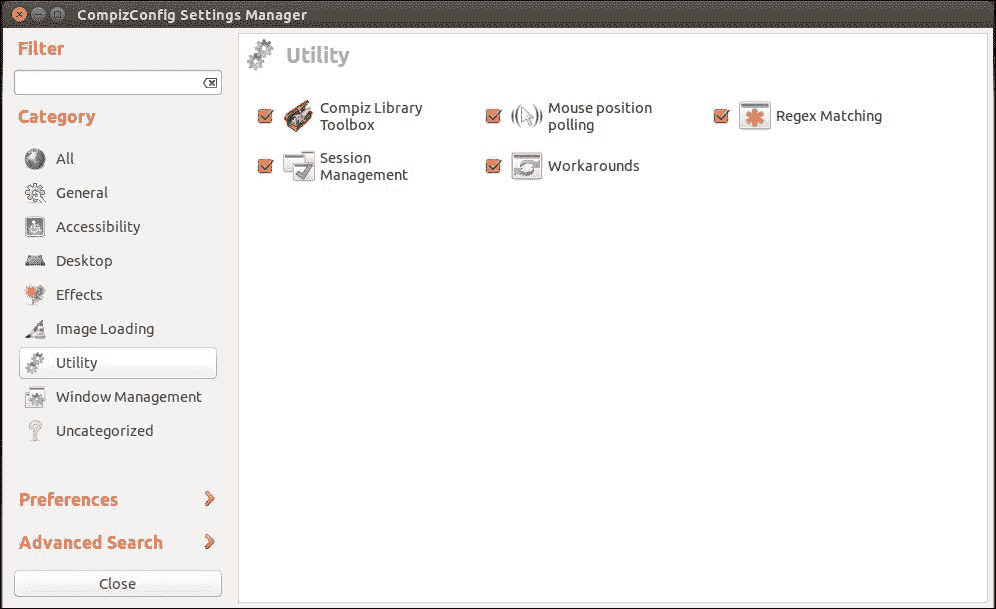 CompizConfig Settings Manager
Filter
Category
All
General
Accessibility
Desktop
Effects
Image Loading
Utility
Window Management
Uncategorized
Preferences
Advanced Search
Close
Utility
Compiz Library
Toolbox
Mouse position
polling
Regex Matching
Session
Management
Workarounds